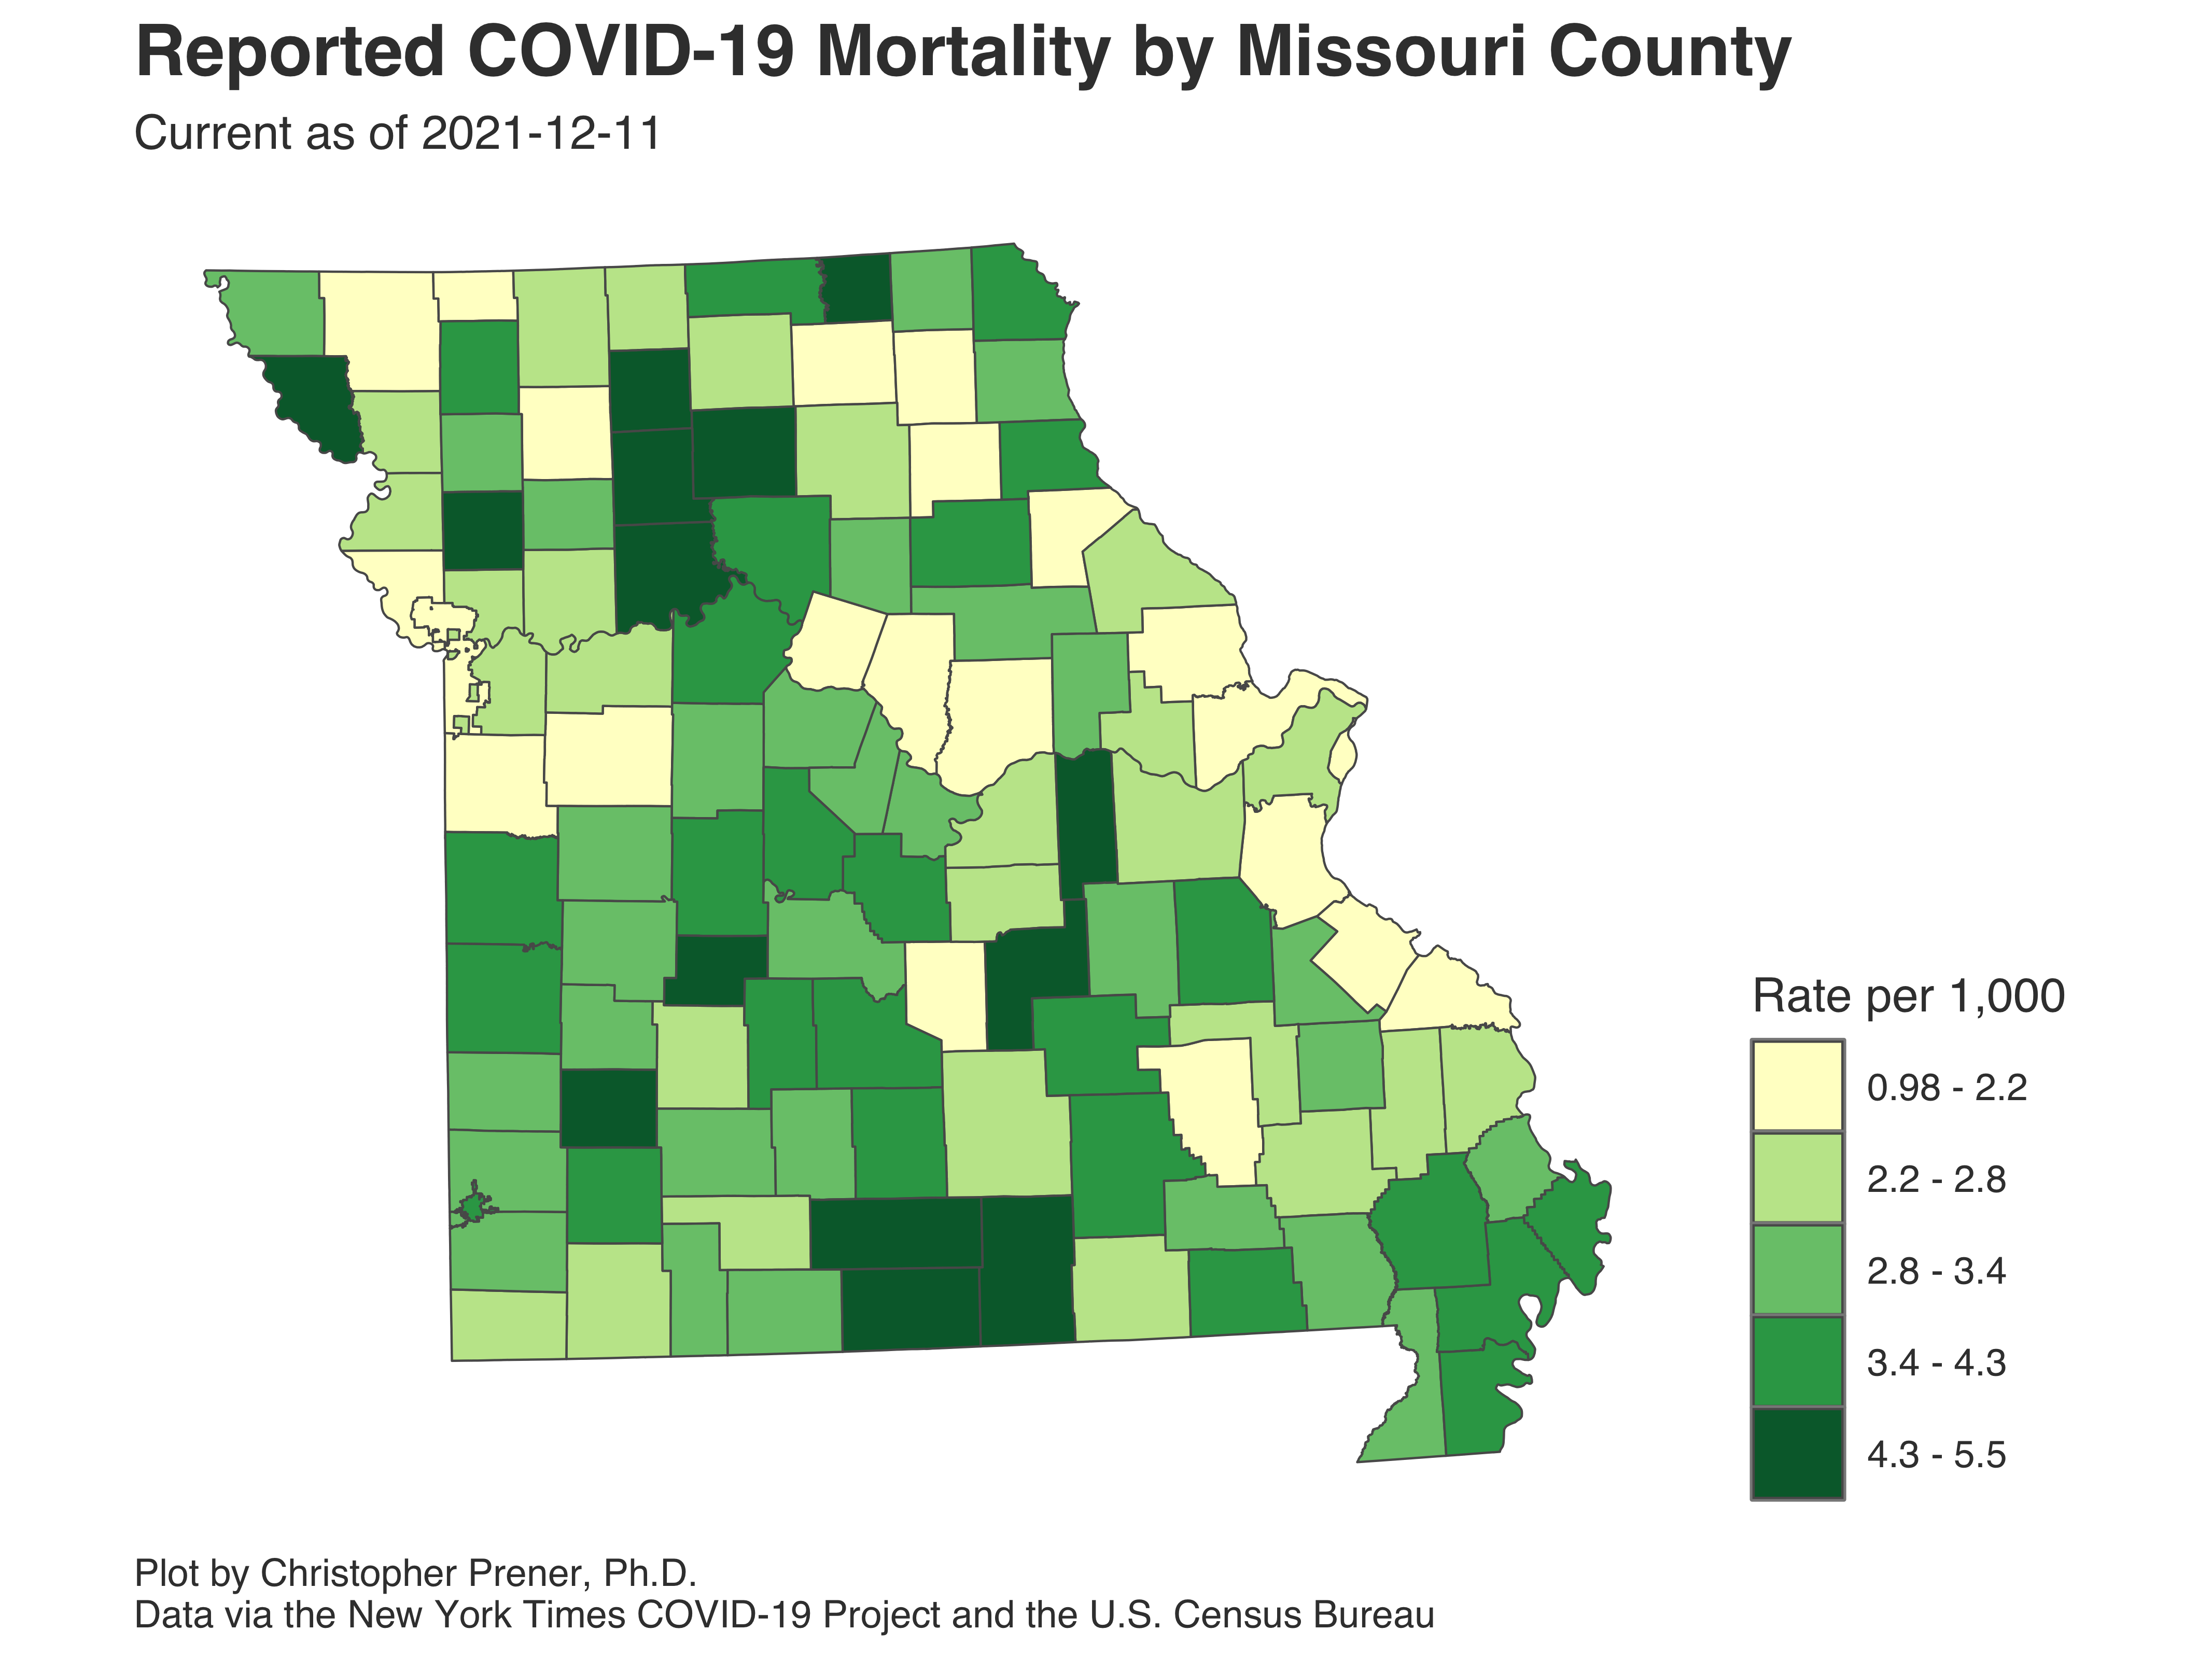 Reported COVID-19 Mortality by Missouri County
Current as of 2021-12-11
Rate per 1,000
0.98 - 2.2
2.2 - 2.8
2.8 - 3.4
3.4 - 4.3
4.3 - 5.5
Plot by Christopher Prener, Ph.D.
Data via the New York Times COVID-19 Project and the U.S. Census Bureau